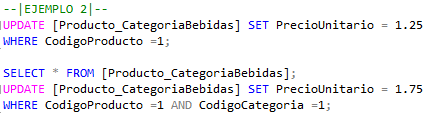 --|EJEMPLO 2|--
UPDATE [Producto_CategoriaBebidas] SET PrecioUnitario = 1.25
WHERE CodigoProducto =1;
SELECT * FROM [Producto_CategoriaBebidas];
UPDATE [Producto_CategoriaBebidas] SET PrecioUnitario = 1.75
WHERE CodigoProducto =1 AND CodigoCategoria =1;